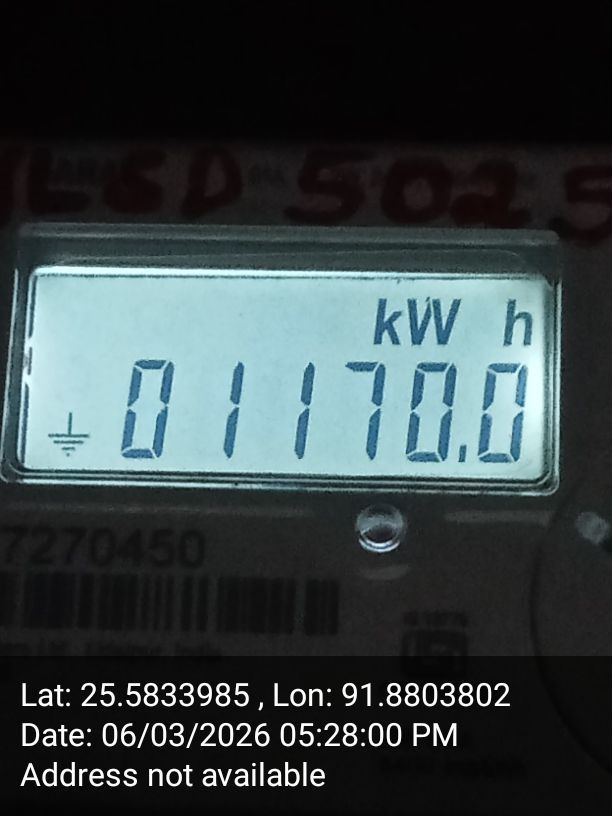 5025
kW h
01170.0
7270450
Lat: 25.5833985 , Lon: 91.8803802
Date: 06/03/2026 05:28:00 PM
Address not available